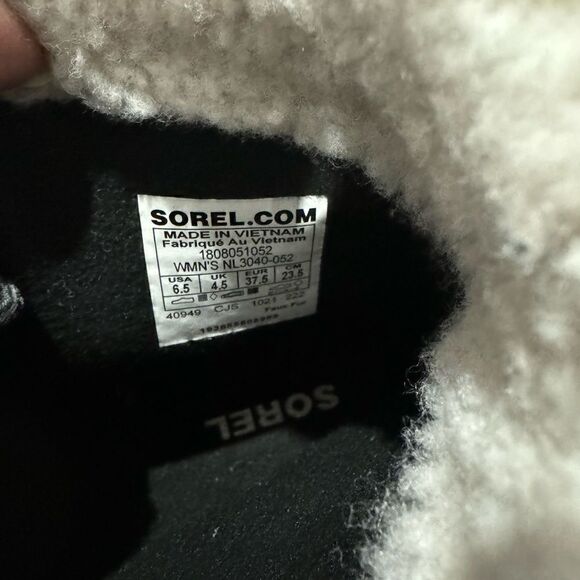 SOREL.COM
MADE IN VIETNAM
Fabriqué Au Vietnam
1808051052
WMN'S NL3040-052
USA UK EUR CM
6.5 4.5 37.5 23.5
40949 CJS 1021 222
Faux Fur
SOREL